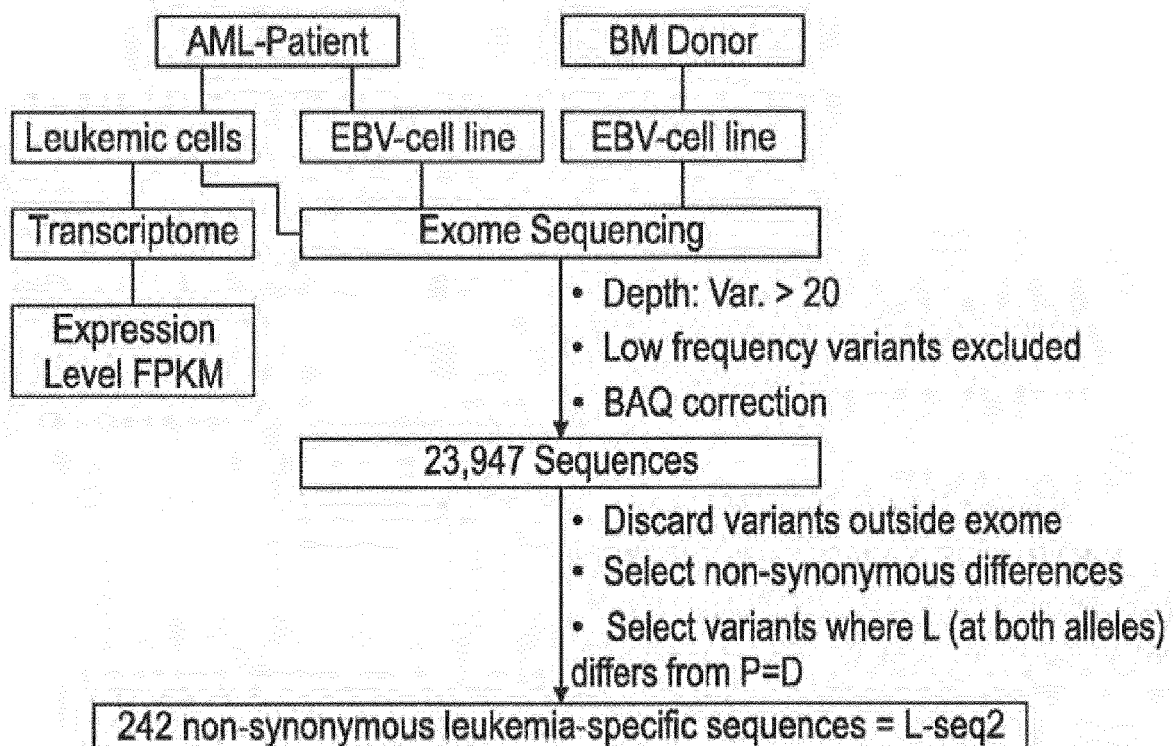 AML-Patient
BM Donor
Leukemic cells
EBV-cell line
EBV-cell line
Transcriptome
Exome Sequencing
Expression
Level FPKM
• Depth: Var. > 20
• Low frequency variants excluded
• BAQ correction
23,947 Sequences
• Discard variants outside exome
• Select non-synonymous differences
• Select variants where L (at both alleles)
differs from P=D
242 non-synonymous leukemia-specific sequences = L-seq2